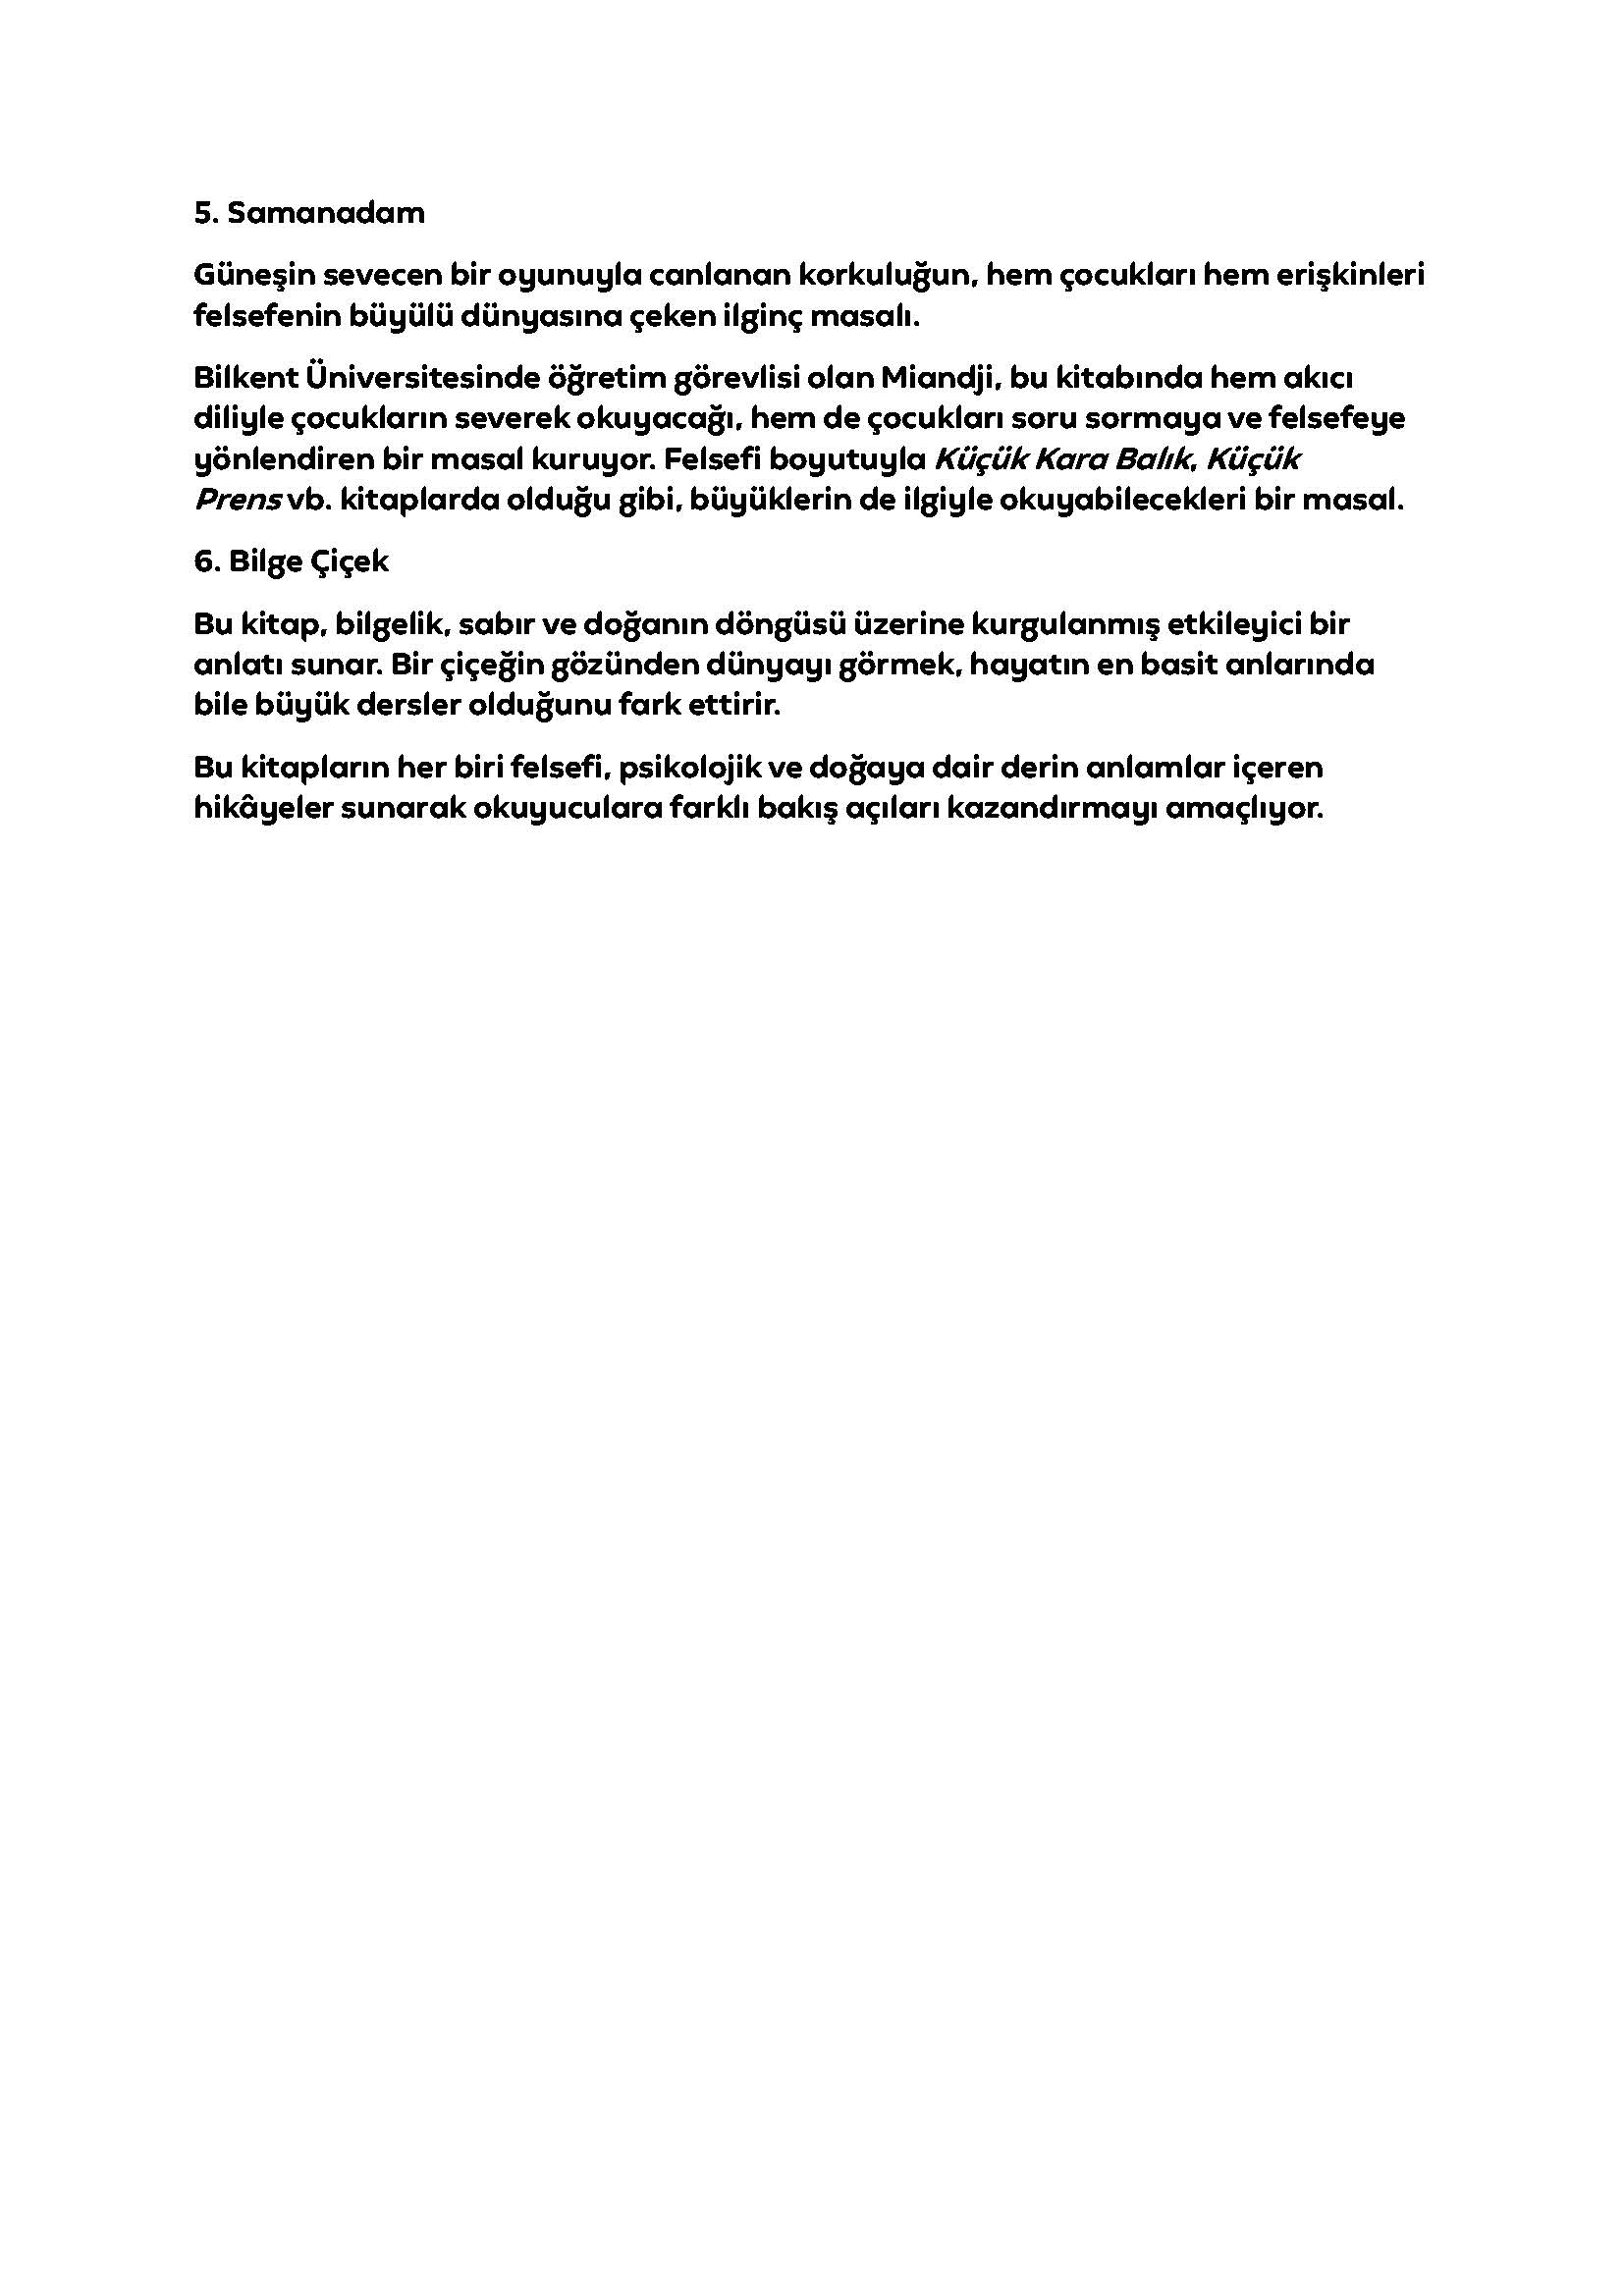 5. Samanadam
Güneşin sevecen bir oyunuyla canlanan korkuluğun, hem çocukları hem erişkinleri
felsefenin büyülü dünyasına çeken ilginç masalı.
Bilkent Üniversitesinde öğretim görevlisi olan Miandji, bu kitabında hem akıcı
diliyle çocukların severek okuyacağı, hem de çocukları soru sormaya ve felsefeye
yönlendiren bir masal kuruyor. Felsefi boyutuyla Küçük Kara Balık, Küçük
Prens vb. kitaplarda olduğu gibi, büyüklerin de ilgiyle okuyabilecekleri bir masal.
6. Bilge Çiçek
Bu kitap, bilgelik, sabır ve doğanın döngüsü üzerine kurgulanmış etkileyici bir
anlatı sunar. Bir çiçeğin gözünden dünyayı görmek, hayatın en basit anlarında
bile büyük dersler olduğunu fark ettirir.
Bu kitapların her biri felsefi, psikolojik ve doğaya dair derin anlamlar içeren
hikâyeler sunarak okuyuculara farklı bakış açıları kazandırmayı amaçlıyor.